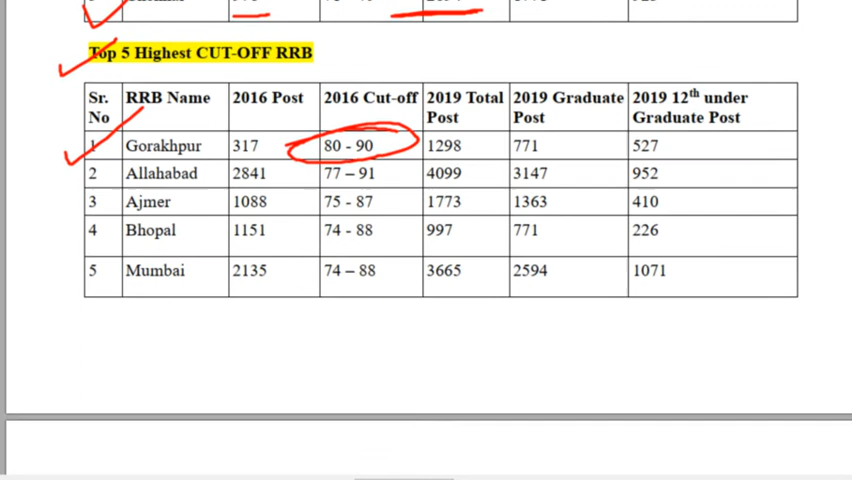 Top 5 Highest CUT-OFF RRB
Sr. No RRB Name 2016 Post 2016 Cut-off 2019 Total Post 2019 Graduate Post 2019 12th under Graduate Post
1 Gorakhpur 317 80 - 90 1298 771 527
2 Allahabad 2841 77 – 91 4099 3147 952
3 Ajmer 1088 75 - 87 1773 1363 410
4 Bhopal 1151 74 - 88 997 771 226
5 Mumbai 2135 74 – 88 3665 2594 1071